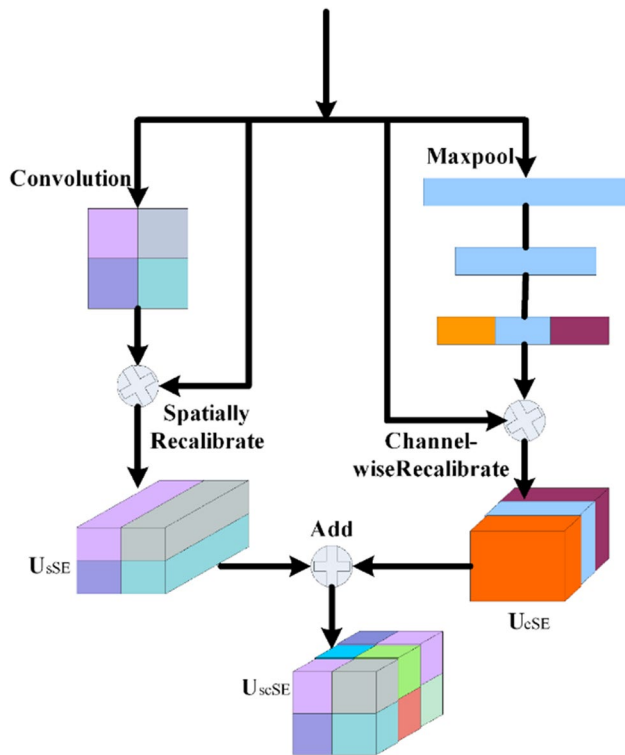 Maxpool
Convolution
Spatially
Recalibrate
Channel-
wiseRecalibrate
Add
UsSE
UcSE
UscSE